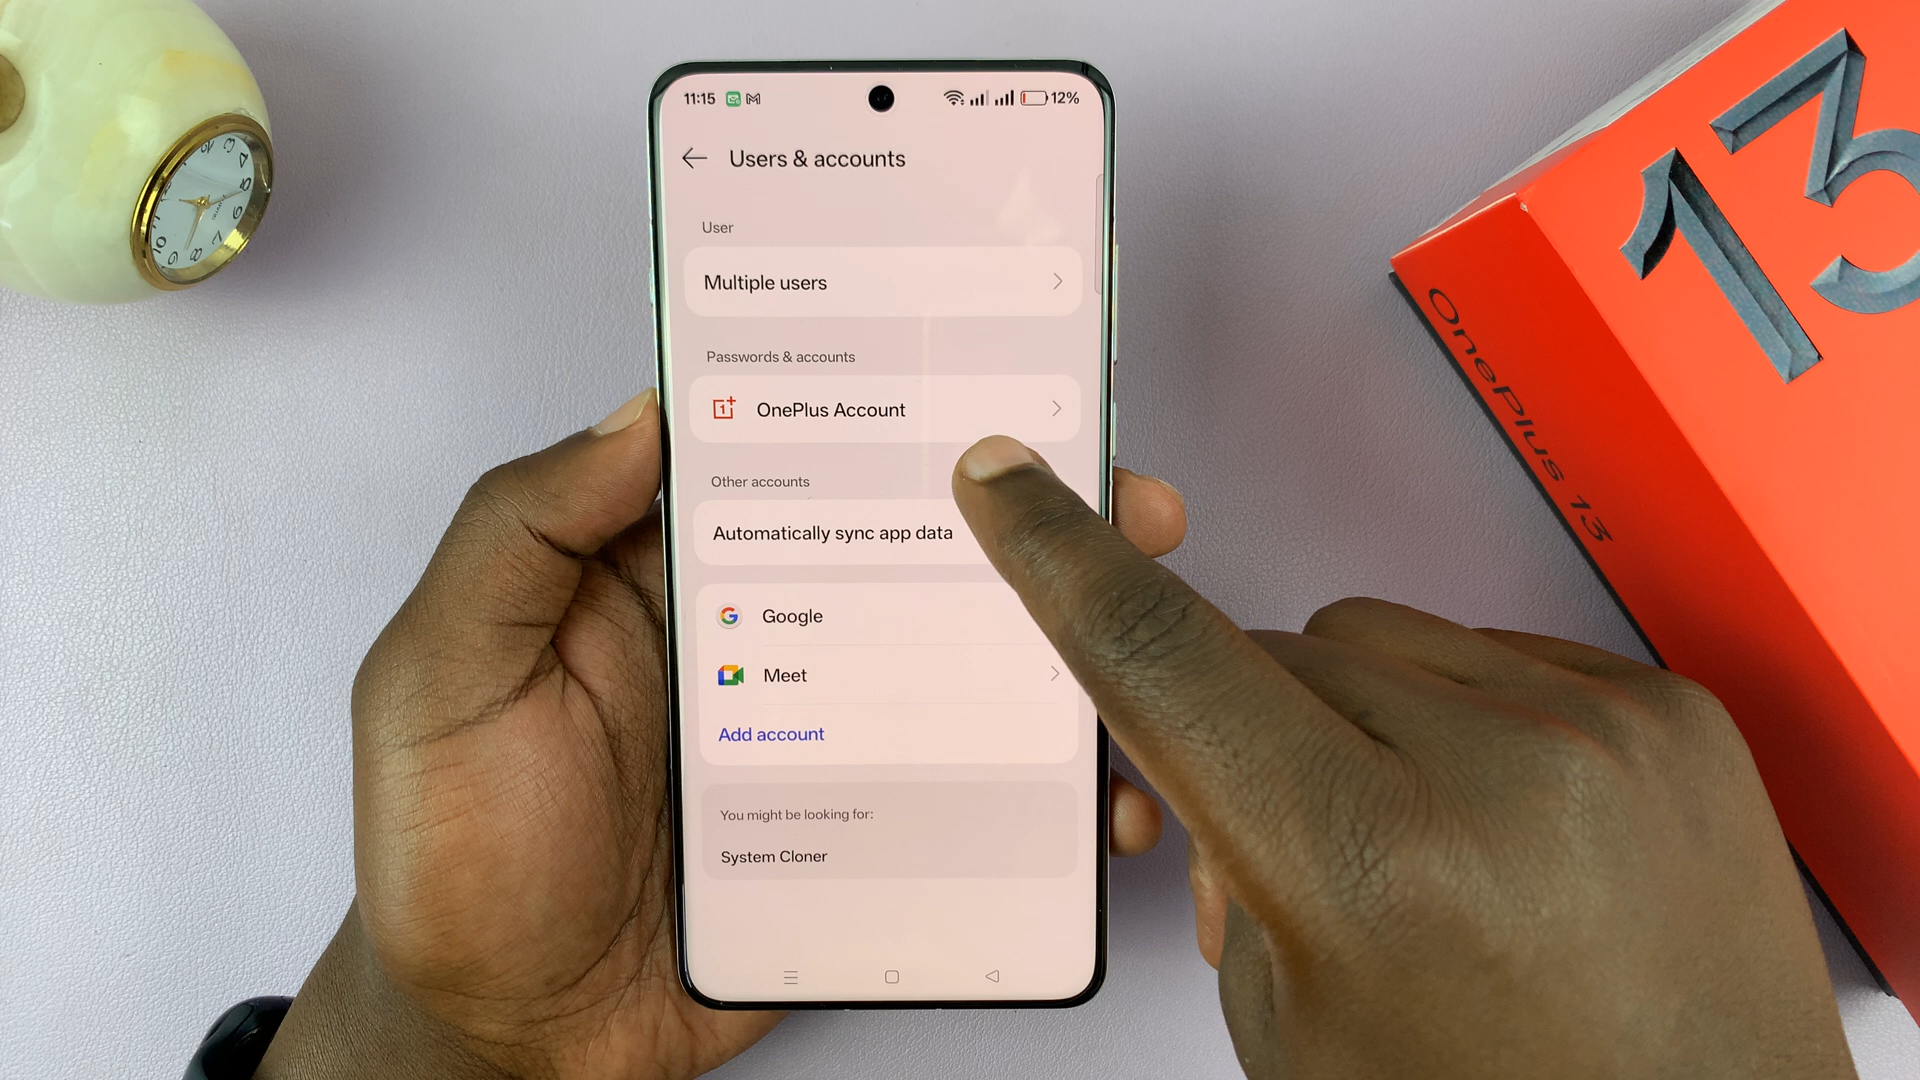 11:15
12%
Users & accounts
User
Multiple users
Passwords & accounts
OnePlus Account
Other accounts
Automatically sync app data
Google
Meet
Add account
You might be looking for:
System Cloner
13
OnePlus 13